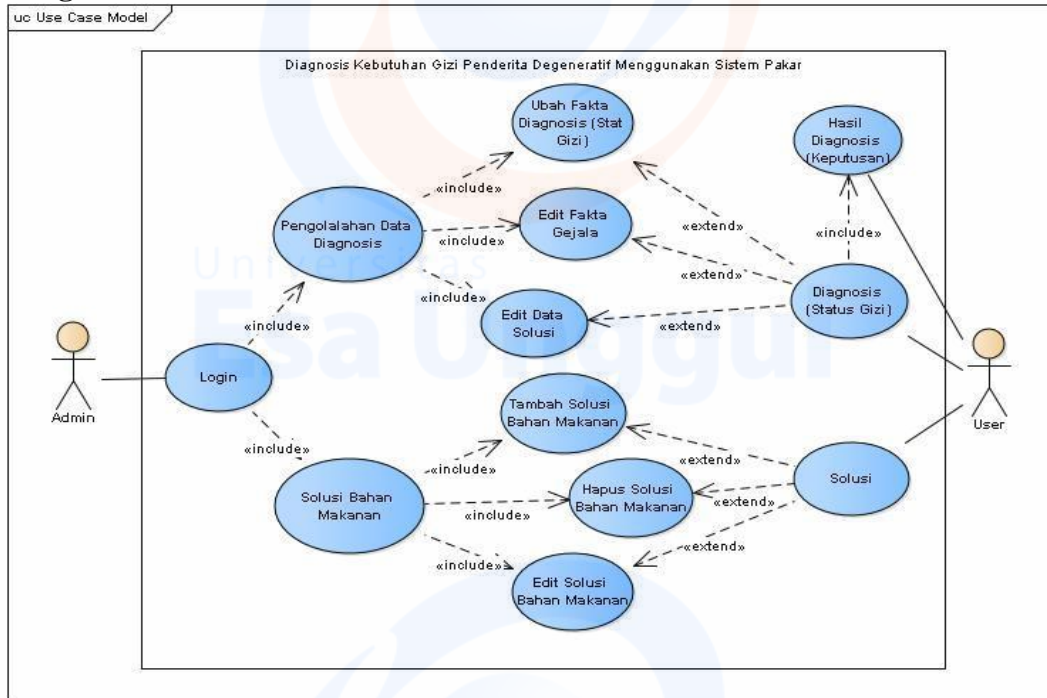 uc Use Case Model
Diagnosis Kebutuhan Gizi Penderita Degeneratif Menggunakan Sistem Pakar
Ubah Fakta
Diagnosis (Stat
Gizi)
Hasil
Diagnosis
(Keputusan)
«include»
Pengolalahan Data
Diagnosis
Edit Fakta
Gejala
«include»
«extend»
«include»
«extend»
Universitas
Esa Unggul
«include»
Edit Data
Solusi
Diagnosis
(Status Gizi)
«include»
«extend»
Login
Admin
User
Tambah Solusi
Bahan Makanan
«include»
«include»
«extend»
Solusi Bahan
Makanan
Hapus Solusi
Bahan Makanan
Solusi
«include»
«extend»
«extend»
«include»
Edit Solusi
Bahan Makanan